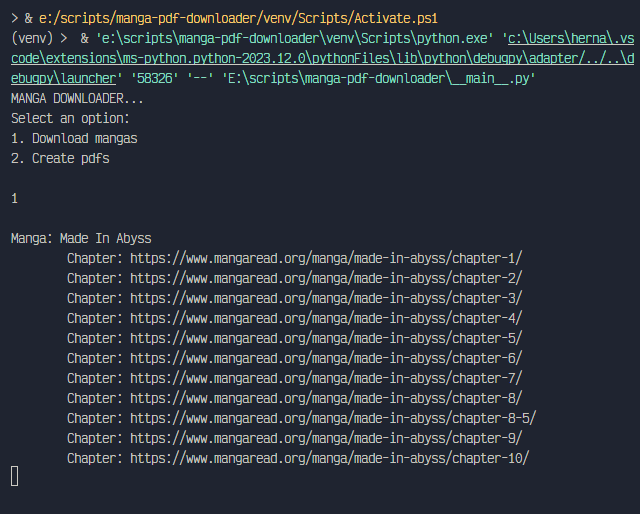 > & e:/scripts/manga-pdf-downloader/venv/Scripts/Activate.ps1
(venv) >  & 'e:\scripts\manga-pdf-downloader\venv\Scripts\python.exe' 'c:\Users\herna\.vs
code\extensions\ms-python.python-2023.12.0\pythonFiles\lib\python\debugpy\adapter/../..\d
ebugpy\launcher' '58326' '--' 'E:\scripts\manga-pdf-downloader\__main__.py'
MANGA DOWNLOADER...
Select an option:
1. Download mangas
2. Create pdfs
1
Manga: Made In Abyss
Chapter: https://www.mangaread.org/manga/made-in-abyss/chapter-1/
Chapter: https://www.mangaread.org/manga/made-in-abyss/chapter-2/
Chapter: https://www.mangaread.org/manga/made-in-abyss/chapter-3/
Chapter: https://www.mangaread.org/manga/made-in-abyss/chapter-4/
Chapter: https://www.mangaread.org/manga/made-in-abyss/chapter-5/
Chapter: https://www.mangaread.org/manga/made-in-abyss/chapter-6/
Chapter: https://www.mangaread.org/manga/made-in-abyss/chapter-7/
Chapter: https://www.mangaread.org/manga/made-in-abyss/chapter-8/
Chapter: https://www.mangaread.org/manga/made-in-abyss/chapter-8-5/
Chapter: https://www.mangaread.org/manga/made-in-abyss/chapter-9/
Chapter: https://www.mangaread.org/manga/made-in-abyss/chapter-10/